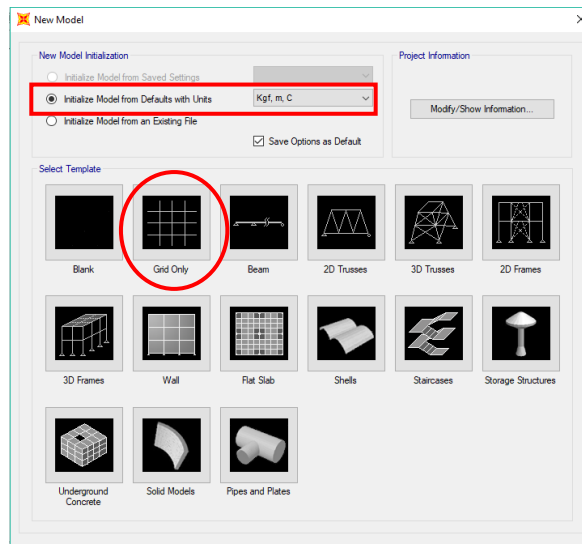 New Model
New Model Initialization
Project Information
Initialize Model from Saved Settings
Initialize Model from Defaults with Units
Kgf, m, C
Modify/Show Information...
Initialize Model from an Existing File
Save Options as Default
Select Template
Blank
Grid Only
Beam
2D Trusses
3D Trusses
2D Frames
3D Frames
Wall
Flat Slab
Shells
Staircases
Storage Structures
Underground
Concrete
Solid Models
Pipes and Plates